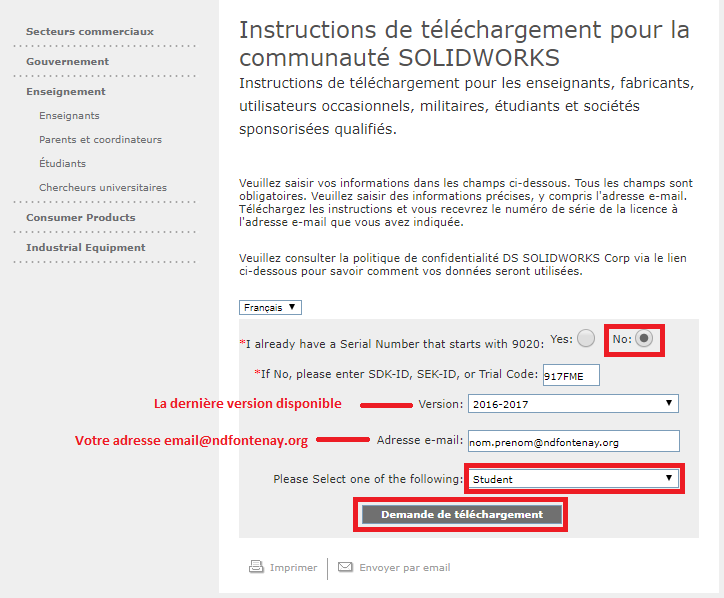 Secteurs commerciaux
Gouvernement
Enseignement
Enseignants
Parents et coordinateurs
Étudiants
Chercheurs universitaires
Consumer Products
Industrial Equipment
Instructions de téléchargement pour la
communauté SOLIDWORKS
Instructions de téléchargement pour les enseignants, fabricants,
utilisateurs occasionnels, militaires, étudiants et sociétés
sponsorisées qualifiés.
Veuillez saisir vos informations dans les champs ci-dessous. Tous les champs sont
obligatoires. Veuillez saisir des informations précises, y compris l'adresse e-mail.
Téléchargez les instructions et vous recevrez le numéro de série de la licence à
l'adresse e-mail que vous avez indiquée.
Veuillez consulter la politique de confidentialité DS SOLIDWORKS Corp via le lien
ci-dessous pour savoir comment vos données seront utilisées.
Français
*I already have a Serial Number that starts with 9020: Yes: No:
*If No, please enter SDK-ID, SEK-ID, or Trial Code: 917FME
La dernière version disponible Version: 2016-2017
Votre adresse email@ndfontenay.org Adresse e-mail: nom.prenom@ndfontenay.org
Please Select one of the following: Student
Demande de téléchargement
Imprimer Envoyer par email